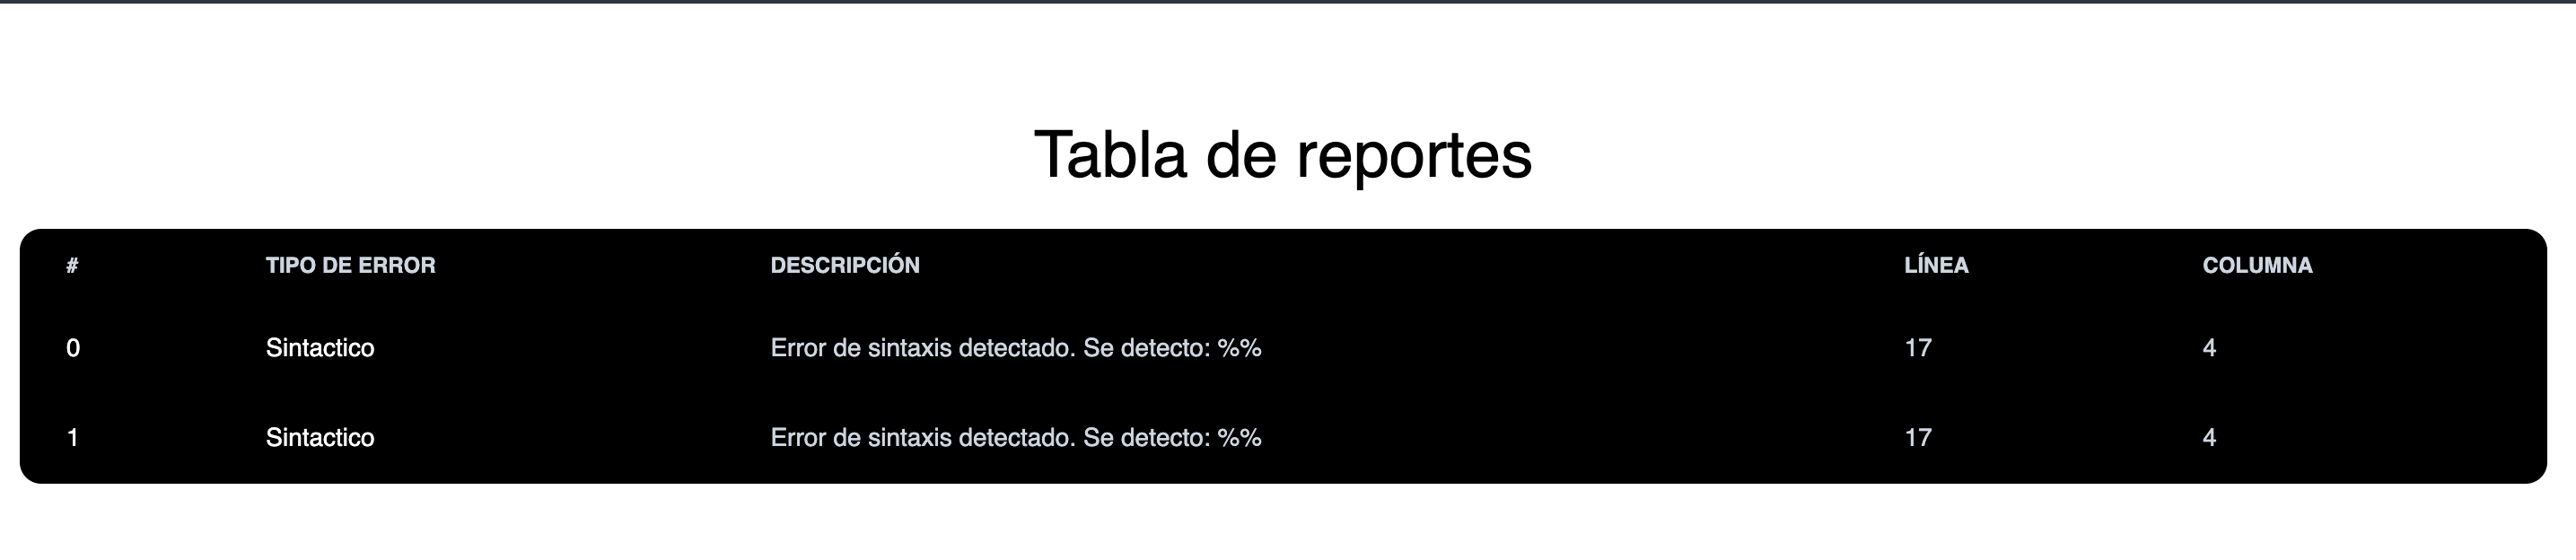 Tabla de reportes
# TIPO DE ERROR DESCRIPCIÓN LÍNEA COLUMNA
0 Sintactico Error de sintaxis detectado. Se detecto: %% 17 4
1 Sintactico Error de sintaxis detectado. Se detecto: %% 17 4